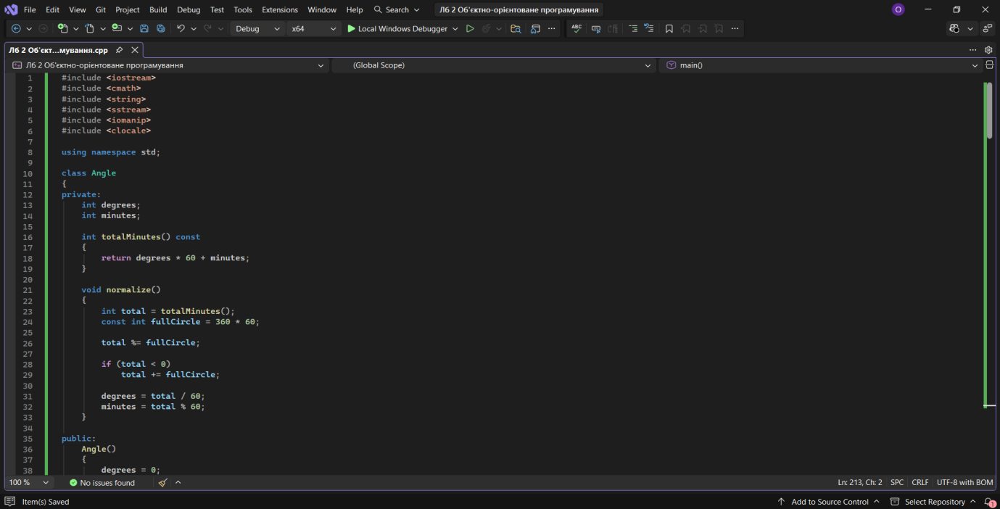 File Edit View Git Project Build Debug Test Tools Extensions Window Help Search Лб 2 Об'єктно-орієнтоване програмування O
Debug x64 Local Windows Debugger
Лб 2 Об'єкт...мування.cpp
Лб 2 Об'єктно-орієнтоване програмування (Global Scope) main()
1 #include <iostream>
2 #include <cmath>
3 #include <string>
4 #include <sstream>
5 #include <iomanip>
6 #include <clocale>
7
8 using namespace std;
9
10 class Angle
11 {
12 private:
13 int degrees;
14 int minutes;
15
16 int totalMinutes() const
17 {
18 return degrees * 60 + minutes;
19 }
20
21 void normalize()
22 {
23 int total = totalMinutes();
24 const int fullCircle = 360 * 60;
25
26 total %= fullCircle;
27
28 if (total < 0)
29 total += fullCircle;
30
31 degrees = total / 60;
32 minutes = total % 60;
33 }
34
35 public:
36 Angle()
37 {
38 degrees = 0;
100 % No issues found Ln: 213, Ch: 2 SPC CRLF UTF-8 with BOM
Item(s) Saved Add to Source Control Select Repository 1